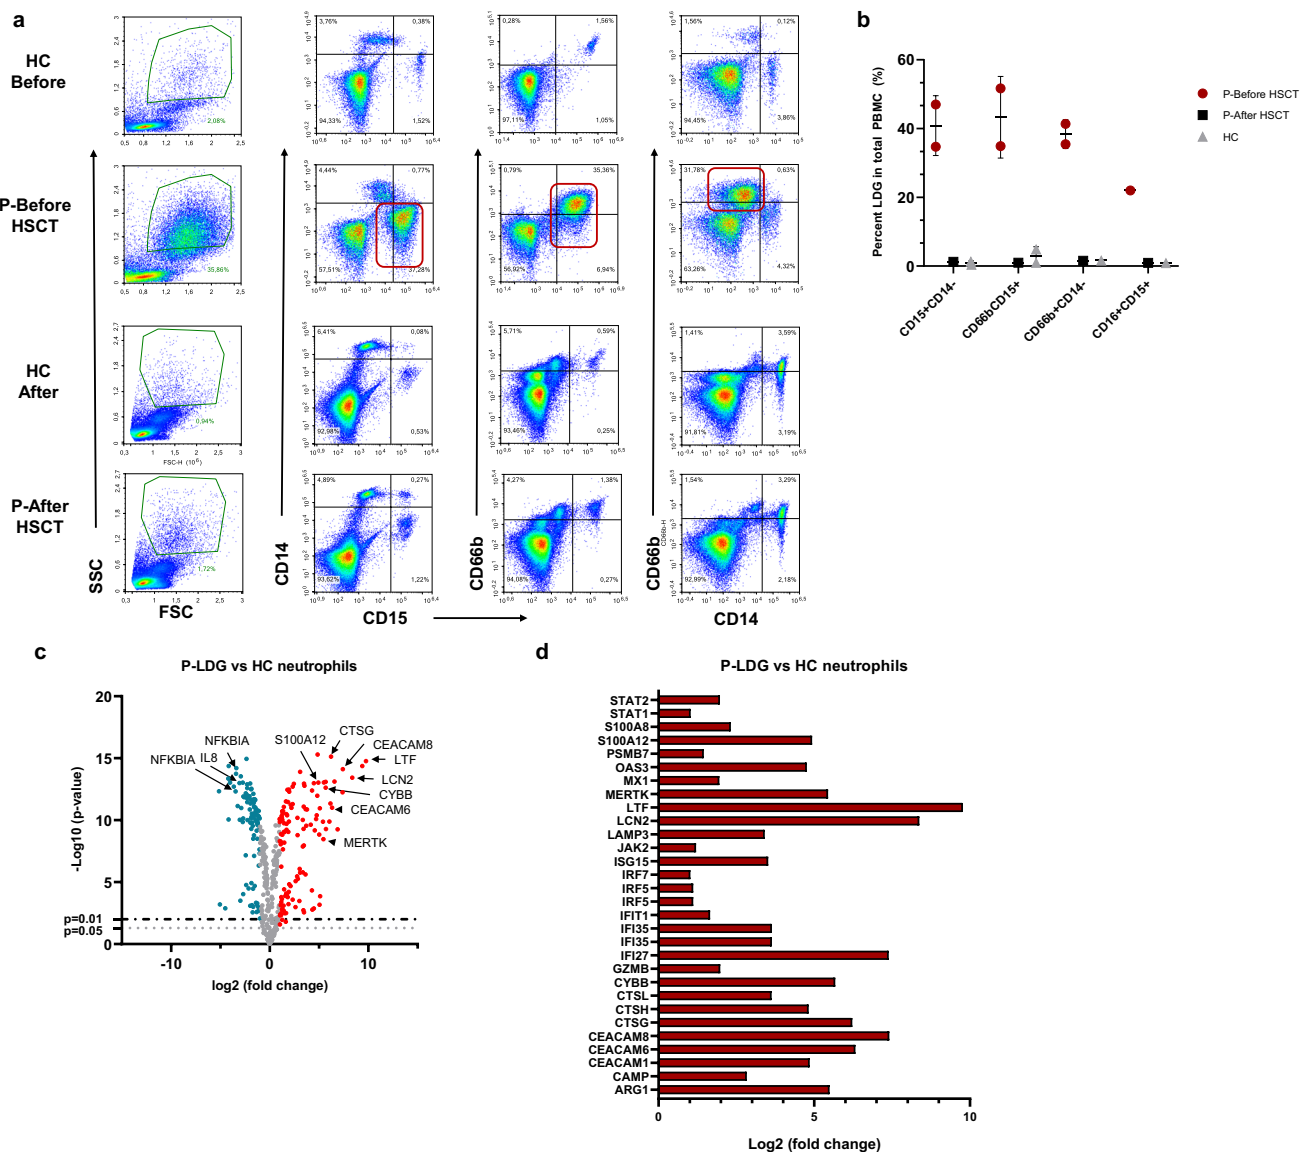 a
HC
Before
P-Before
HSCT
HC
After
P-After
HSCT
2,08%
35,86%
0,94%
FSC-H (10⁶)
1,72%
SSC
FSC
3,76%
0,38%
94,33%
1,52%
4,44%
0,77%
57,51%
37,28%
6,41%
0,08%
92,98%
0,53%
4,89%
0,27%
93,62%
1,22%
CD14
CD15
0,28%
1,56%
97,11%
1,05%
0,79%
35,36%
56,92%
6,94%
5,71%
0,59%
93,46%
0,25%
4,27%
1,38%
94,08%
0,27%
CD66b
1,56%
0,12%
94,45%
3,86%
31,78%
0,63%
63,26%
4,32%
1,41%
3,59%
91,81%
3,19%
1,54%
3,29%
92,99%
2,18%
CD66b-H
CD66b
CD14
b
Percent LDG in total PBMC (%)
60
40
20
0
CD15+CD14-
CD66bCD15+
CD66b+CD14-
CD16+CD15+
P-Before HSCT
P-After HSCT
HC
c
P-LDG vs HC neutrophils
-Log10 (p-value)
20
15
10
5
0
p=0.01
p=0.05
NFKBIA
IL8
NFKBIA
S100A12
CTSG
CEACAM8
LTF
LCN2
CYBB
CEACAM6
MERTK
-10
0
10
log2 (fold change)
d
P-LDG vs HC neutrophils
STAT2
STAT1
S100A8
S100A12
PSMB7
OAS3
MX1
MERTK
LTF
LCN2
LAMP3
JAK2
ISG15
IRF7
IRF5
IRF5
IFIT1
IFI35
IFI35
IFI27
GZMB
CYBB
CTSL
CTSH
CTSG
CEACAM8
CEACAM6
CEACAM1
CAMP
ARG1
0
5
10
Log2 (fold change)